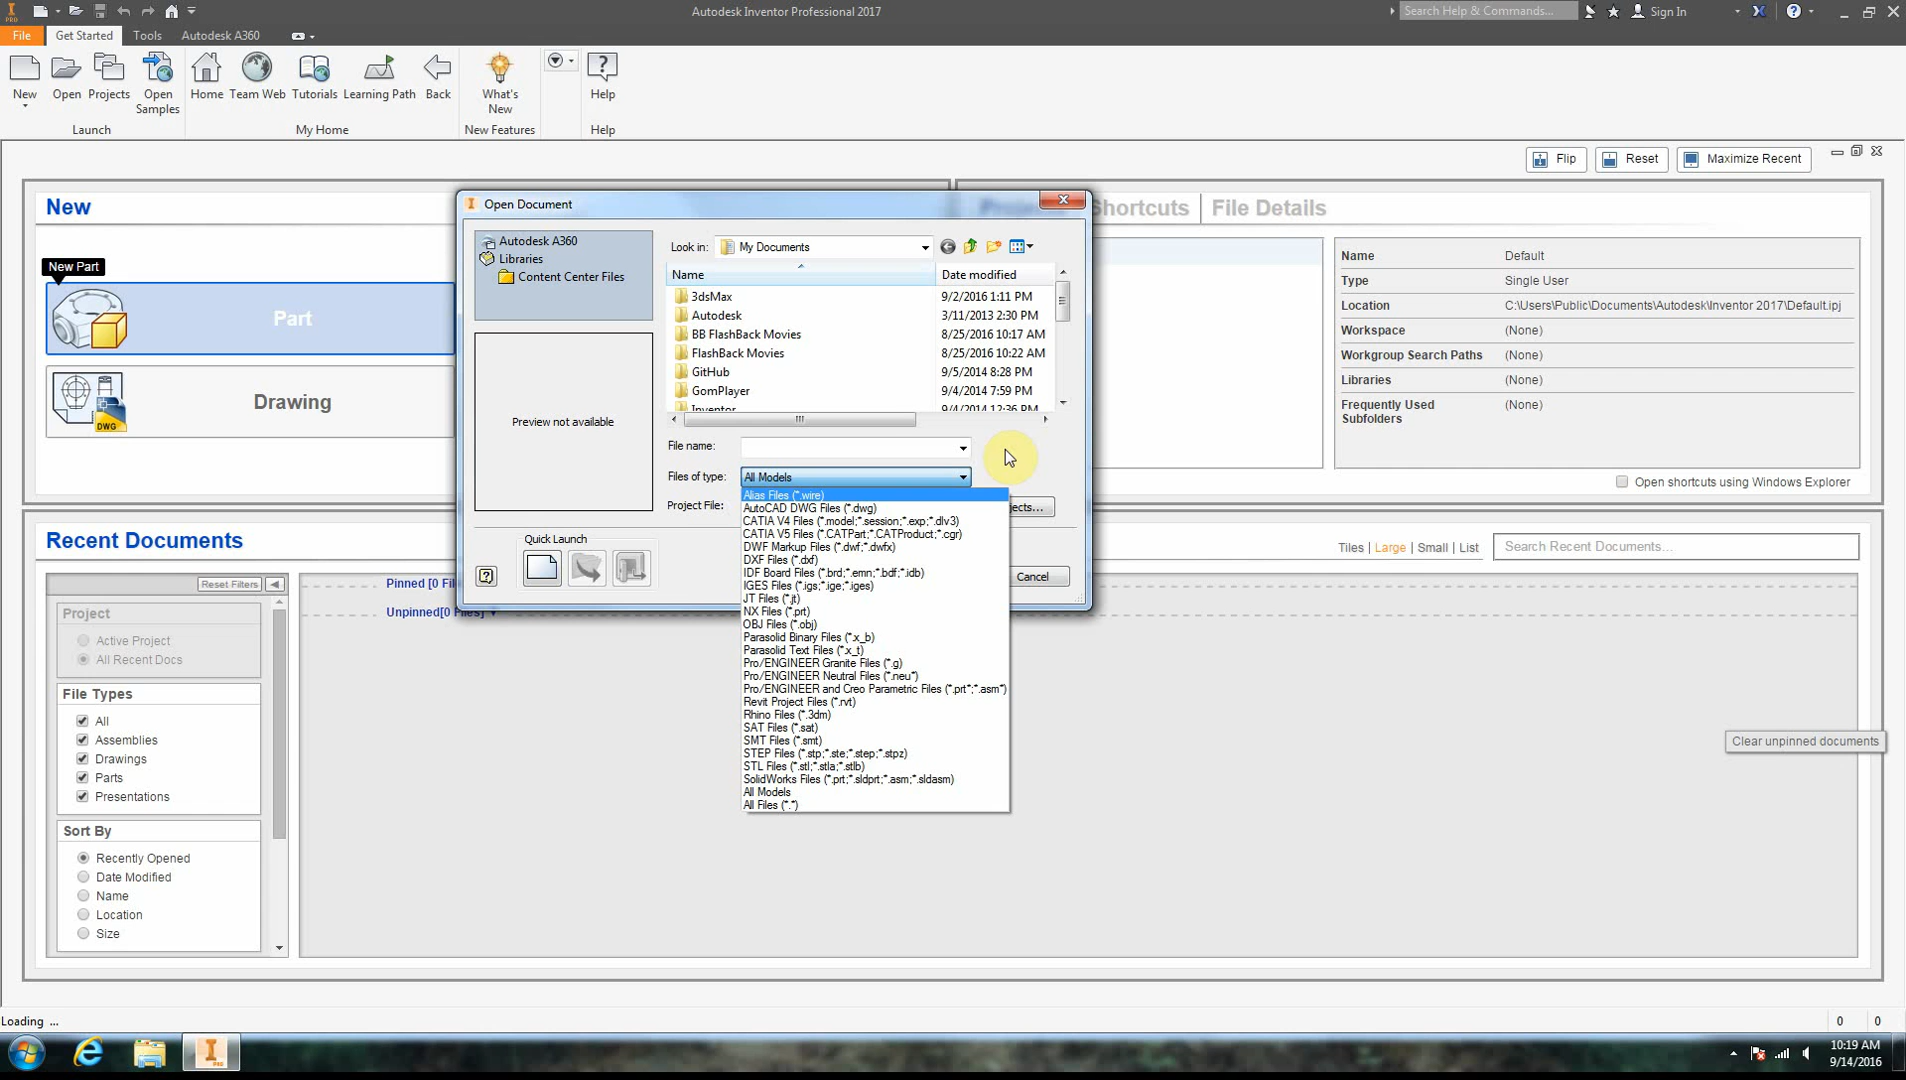 PRO
Autodesk Inventor Professional 2017
Search Help & Commands...
Sign In
File
Get Started
Tools
Autodesk A360
New
Open
Projects
Open Samples
Home
Team Web
Tutorials
Learning Path
Back
What's New
Help
Launch
My Home
New Features
Help
Flip
Reset
Maximize Recent
New
New Part
Part
Drawing
DWG
Shortcuts
File Details
Name Default
Type Single User
Location C:\Users\Public\Documents\Autodesk\Inventor 2017\Default.ipj
Workspace (None)
Workgroup Search Paths (None)
Libraries (None)
Frequently Used (None)
Subfolders
Open shortcuts using Windows Explorer
Open Document
Autodesk A360
Libraries
Content Center Files
Preview not available
Look in: My Documents
Name Date modified
3dsMax 9/2/2016 1:11 PM
Autodesk 3/11/2013 2:30 PM
BB FlashBack Movies 8/25/2016 10:17 AM
FlashBack Movies 8/25/2016 10:22 AM
GitHub 9/5/2014 8:28 PM
GomPlayer 9/4/2014 7:59 PM
Inventor 9/4/2014 12:36 PM
File name:
Files of type: All Models
Project File:
jects...
Quick Launch
Cancel
Alias Files (*.wire)
AutoCAD DWG Files (*.dwg)
CATIA V4 Files (*.model;*.session;*.exp;*.dlv3)
CATIA V5 Files (*.CATPart;*.CATProduct;*.cgr)
DWF Markup Files (*.dwf;*.dwfx)
DXF Files (*.dxf)
IDF Board Files (*.brd;*.emn;*.bdf;*.idb)
IGES Files (*.igs;*.ige;*.iges)
JT Files (*.jt)
NX Files (*.prt)
OBJ Files (*.obj)
Parasolid Binary Files (*.x_b)
Parasolid Text Files (*.x_t)
Pro/ENGINEER Granite Files (*.g)
Pro/ENGINEER Neutral Files (*.neu*)
Pro/ENGINEER and Creo Parametric Files (*.prt*;*.asm*)
Revit Project Files (*.rvt)
Rhino Files (*.3dm)
SAT Files (*.sat)
SMT Files (*.smt)
STEP Files (*.stp;*.ste;*.step;*.stpz)
STL Files (*.stl;*.stla;*.stlb)
SolidWorks Files (*.prt;*.sldprt;*.asm;*.sldasm)
All Models
All Files (*.*)
Recent Documents
Tiles | Large | Small | List
Search Recent Documents...
Reset Filters
Project
Active Project
All Recent Docs
File Types
All
Assemblies
Drawings
Parts
Presentations
Sort By
Recently Opened
Date Modified
Name
Location
Size
Pinned [0 Fil
Unpinned[0 Files]
Clear unpinned documents
Loading ...
0 0
10:19 AM
9/14/2016